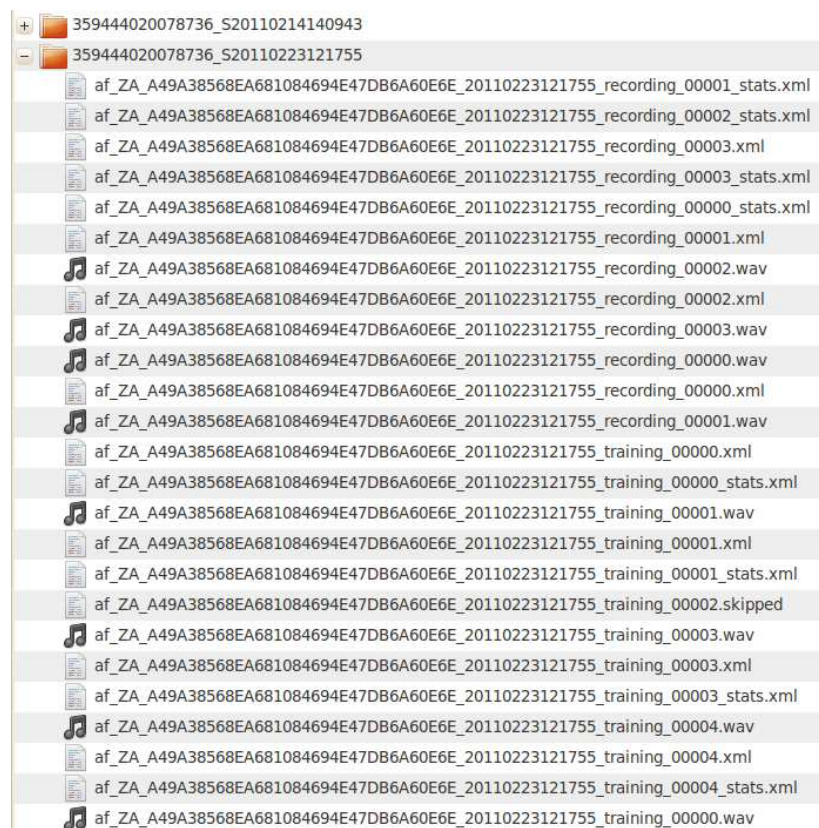 359444020078736_S20110214140943
359444020078736_S20110223121755
af_ZA_A49A38568EA681084694E47DB6A60E6E_20110223121755_recording_00001_stats.xml
af_ZA_A49A38568EA681084694E47DB6A60E6E_20110223121755_recording_00002_stats.xml
af_ZA_A49A38568EA681084694E47DB6A60E6E_20110223121755_recording_00003.xml
af_ZA_A49A38568EA681084694E47DB6A60E6E_20110223121755_recording_00003_stats.xml
af_ZA_A49A38568EA681084694E47DB6A60E6E_20110223121755_recording_00000_stats.xml
af_ZA_A49A38568EA681084694E47DB6A60E6E_20110223121755_recording_00001.xml
af_ZA_A49A38568EA681084694E47DB6A60E6E_20110223121755_recording_00002.wav
af_ZA_A49A38568EA681084694E47DB6A60E6E_20110223121755_recording_00002.xml
af_ZA_A49A38568EA681084694E47DB6A60E6E_20110223121755_recording_00003.wav
af_ZA_A49A38568EA681084694E47DB6A60E6E_20110223121755_recording_00000.wav
af_ZA_A49A38568EA681084694E47DB6A60E6E_20110223121755_recording_00000.xml
af_ZA_A49A38568EA681084694E47DB6A60E6E_20110223121755_recording_00001.wav
af_ZA_A49A38568EA681084694E47DB6A60E6E_20110223121755_training_00000.xml
af_ZA_A49A38568EA681084694E47DB6A60E6E_20110223121755_training_00000_stats.xml
af_ZA_A49A38568EA681084694E47DB6A60E6E_20110223121755_training_00001.wav
af_ZA_A49A38568EA681084694E47DB6A60E6E_20110223121755_training_00001.xml
af_ZA_A49A38568EA681084694E47DB6A60E6E_20110223121755_training_00001_stats.xml
af_ZA_A49A38568EA681084694E47DB6A60E6E_20110223121755_training_00002.skipped
af_ZA_A49A38568EA681084694E47DB6A60E6E_20110223121755_training_00003.wav
af_ZA_A49A38568EA681084694E47DB6A60E6E_20110223121755_training_00003.xml
af_ZA_A49A38568EA681084694E47DB6A60E6E_20110223121755_training_00003_stats.xml
af_ZA_A49A38568EA681084694E47DB6A60E6E_20110223121755_training_00004.wav
af_ZA_A49A38568EA681084694E47DB6A60E6E_20110223121755_training_00004.xml
af_ZA_A49A38568EA681084694E47DB6A60E6E_20110223121755_training_00004_stats.xml
af_ZA_A49A38568EA681084694E47DB6A60E6E_20110223121755_training_00000.wav